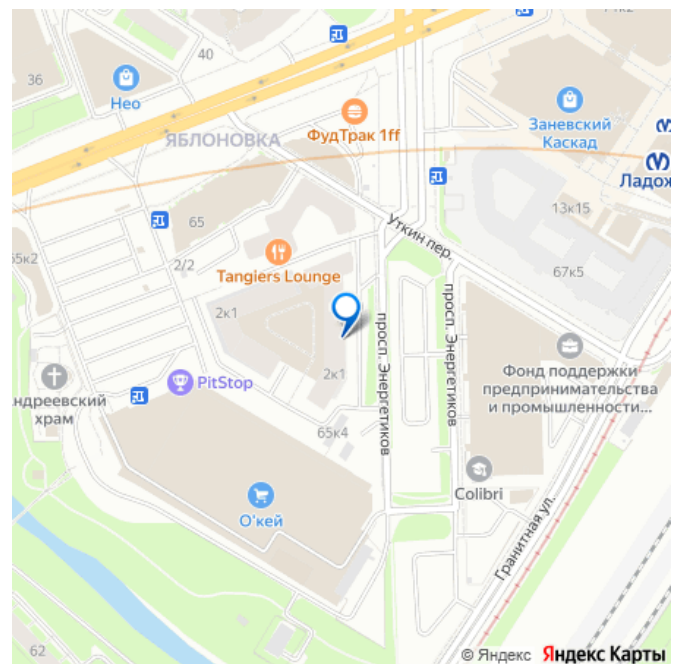 74к2
40
36
Нео
ФудТрак 1ff
Заневский
Каскад
ЯБЛОНОВКА
Ладож
13к15
65
Уткин пер.
65к2
2/2
Tangiers Lounge
67к5
2к1
просп. Энергетиков
просп. Энергетиков
Фонд поддержки
предпринимательства
и промышленности...
2к1
PitStop
ндреевский
храм
65к4
Colibri
О'кей
Гранитная ул.
62
© Яндекс Яндекс Карты